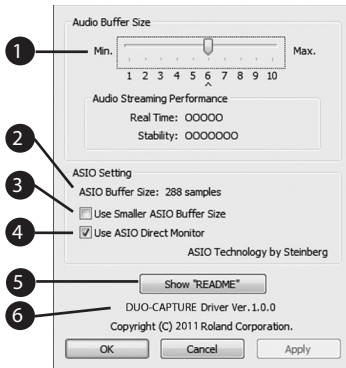 Audio Buffer Size
1
Min. Max.
1 2 3 4 5 6 7 8 9 10
Audio Streaming Performance
Real Time: OOOOO
Stability: OOOOOOO
2
ASIO Setting
ASIO Buffer Size: 288 samples
3
Use Smaller ASIO Buffer Size
4
Use ASIO Direct Monitor
ASIO Technology by Steinberg
5
Show "README"
6
DUO-CAPTURE Driver Ver.1.0.0
Copyright (C) 2011 Roland Corporation.
OK Cancel Apply